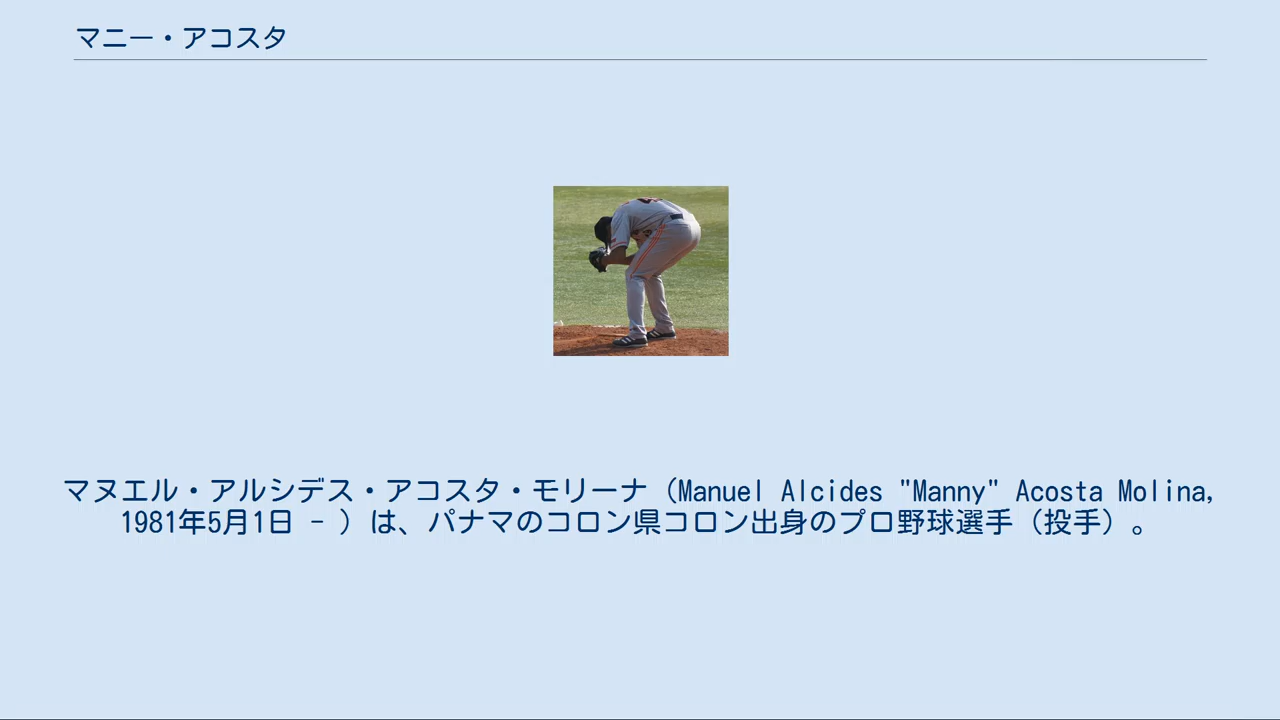 マニー・アコスタ
マヌエル・アルシデス・アコスタ・モリーナ（Manuel Alcides "Manny" Acosta Molina,
1981年5月1日 - ）は、パナマのコロン県コロン出身のプロ野球選手（投手）。